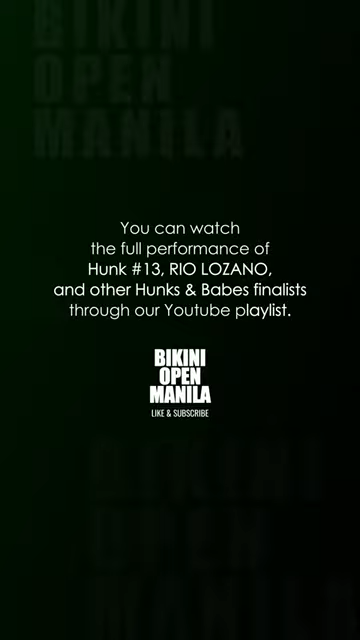 BIKINI
OPEN
MANILA
You can watch
the full performance of
Hunk #13, RIO LOZANO,
and other Hunks & Babes finalists
through our Youtube playlist.
BIKINI
OPEN
MANILA
LIKE & SUBSCRIBE
BIKINI
OPEN
MANILA